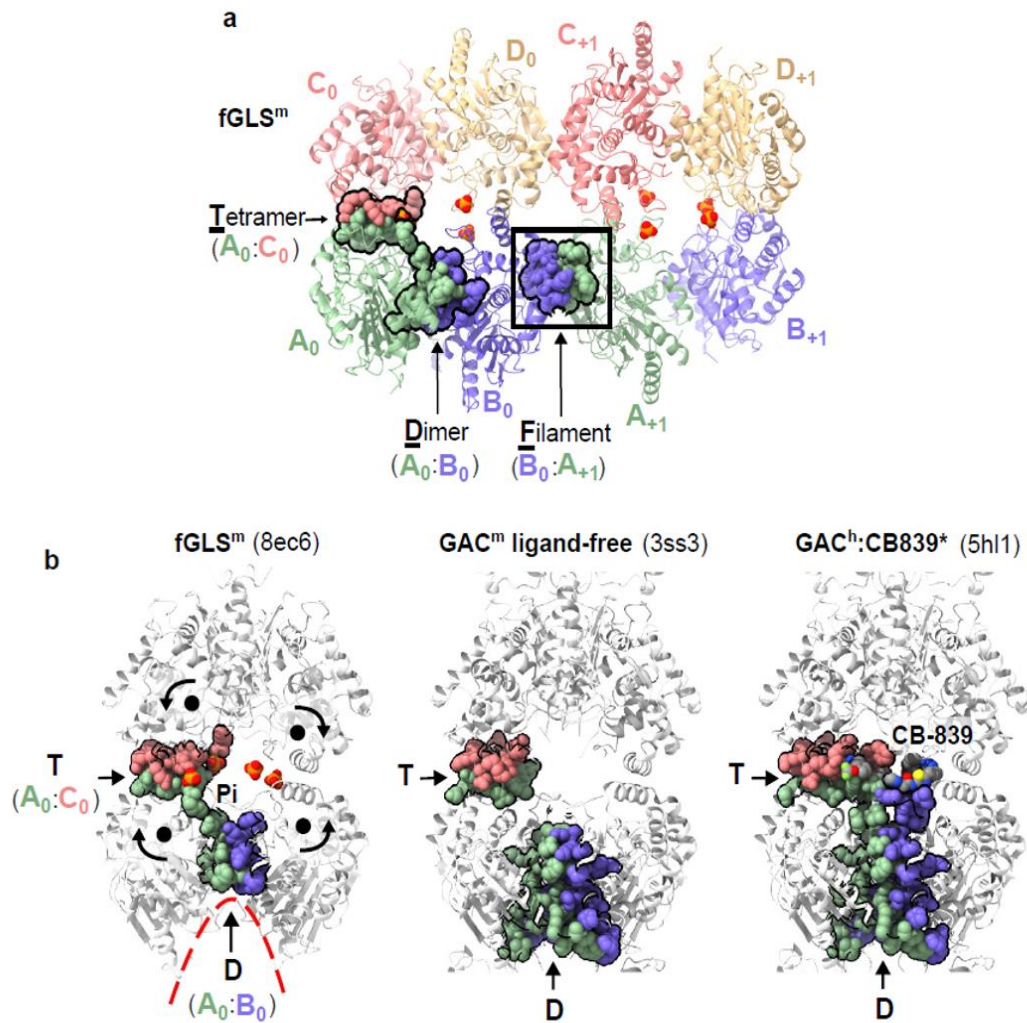 a
fGLSᵐ
C₀
D₀
C₊₁
D₊₁
Tetramer
(A₀:C₀)
A₀
B₀
A₊₁
B₊₁
Dimer
(A₀:B₀)
Filament
(B₀:A₊₁)
b
fGLSᵐ (8ec6)
GACᵐ ligand-free (3ss3)
GACʰ:CB839* (5hl1)
T
(A₀:C₀)
Pi
D
(A₀:B₀)
T
D
T
CB-839
D